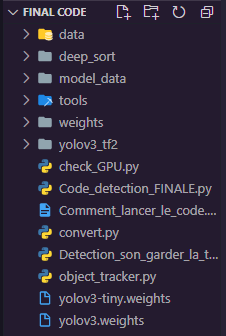 FINAL CODE
data
deep_sort
model_data
tools
weights
yolov3_tf2
check_GPU.py
Code_detection_FINALE.py
Comment_lancer_le_code....
convert.py
Detection_son_garder_la_t...
object_tracker.py
yolov3-tiny.weights
yolov3.weights